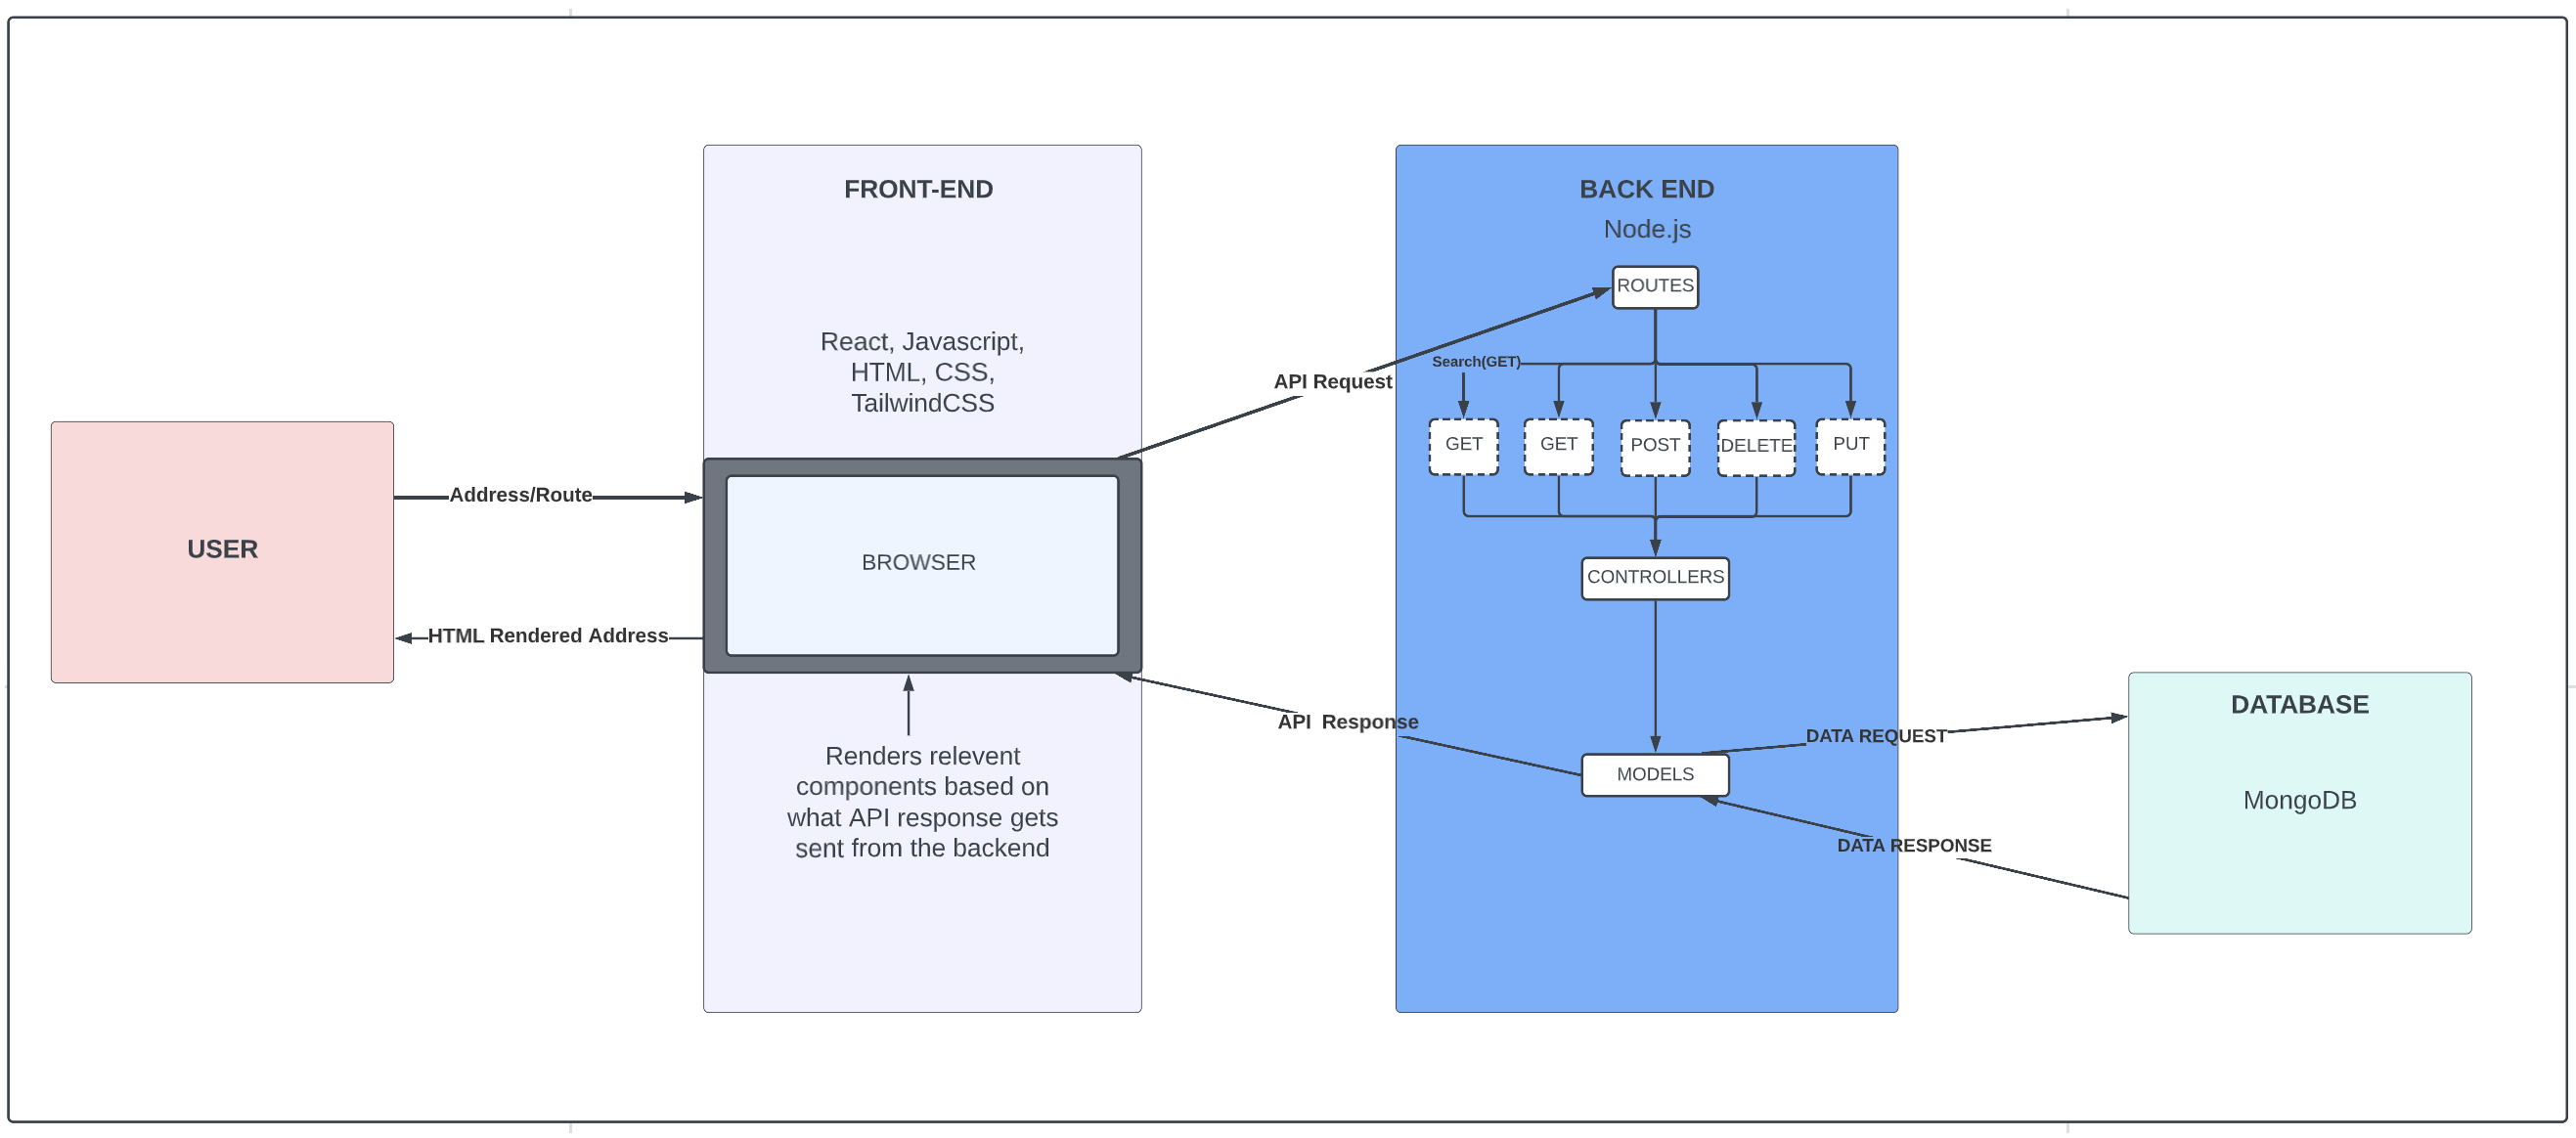 USER
Address/Route
HTML Rendered Address
FRONT-END
React, Javascript,
HTML, CSS,
TailwindCSS
BROWSER
Renders relevent
components based on
what API response gets
sent from the backend
API Request
API  Response
BACK END
Node.js
ROUTES
Search(GET)
GET
GET
POST
DELETE
PUT
CONTROLLERS
MODELS
DATA REQUEST
DATA RESPONSE
DATABASE
MongoDB